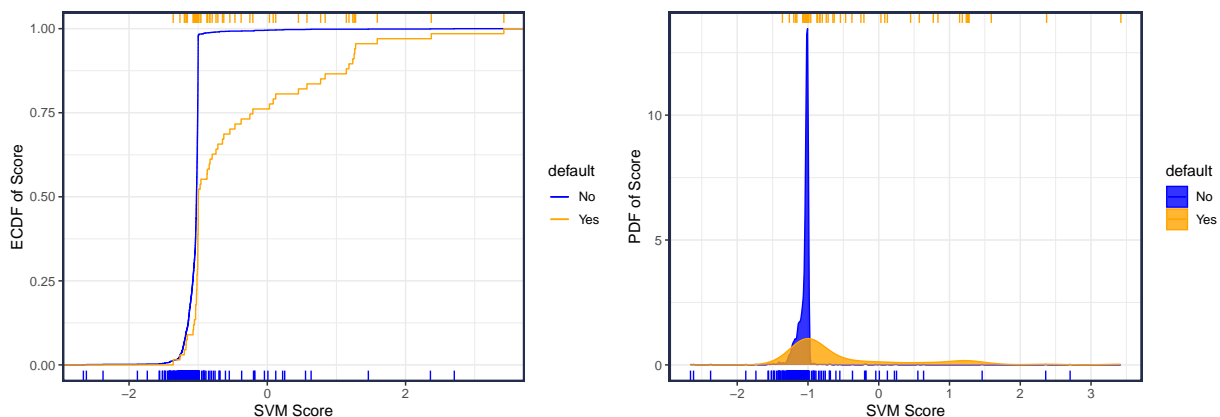 1.00
0.75
0.50
0.25
0.00
ECDF of Score
−2
0
2
SVM Score
default
No
Yes
10
5
0
PDF of Score
−2
−1
0
1
2
3
SVM Score
default
No
Yes